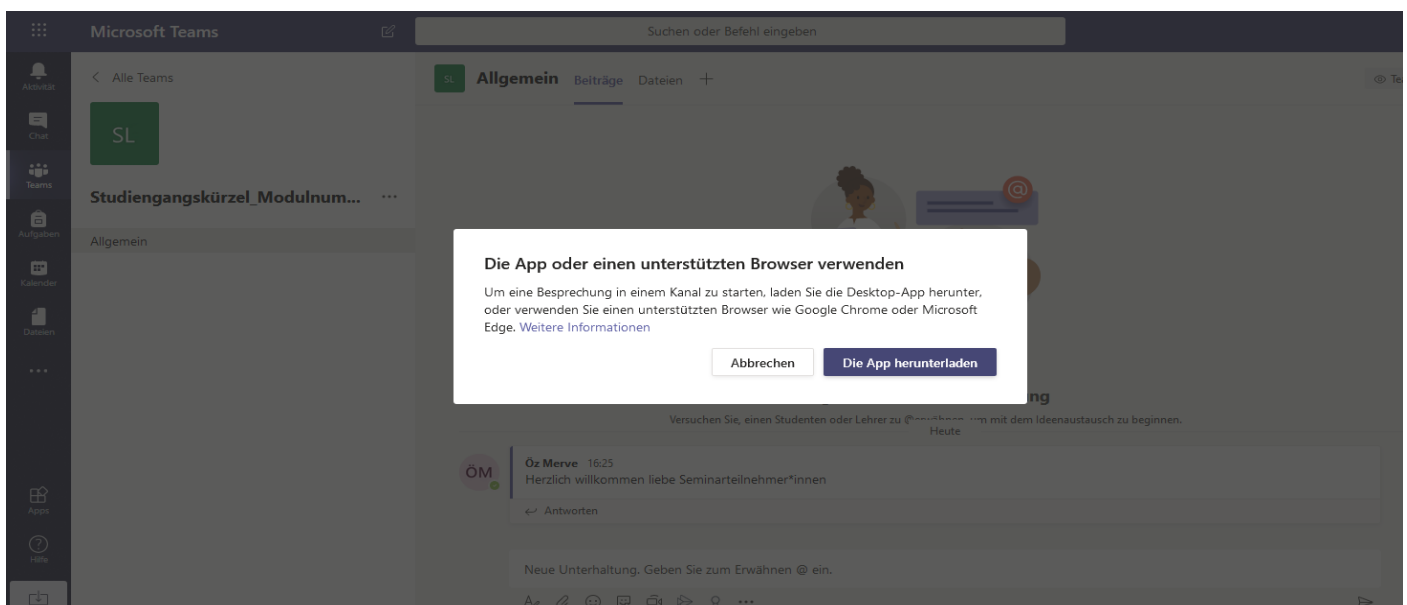 Microsoft Teams
Suchen oder Befehl eingeben
Aktivität
Chat
Teams
Aufgaben
Kalender
Dateien
Apps
Hilfe
Alle Teams
SL
Studiengangskürzel_Modulnum... ...
Allgemein
SL Allgemein Beiträge Dateien +
Te
@
Die App oder einen unterstützten Browser verwenden
Um eine Besprechung in einem Kanal zu starten, laden Sie die Desktop-App herunter,
oder verwenden Sie einen unterstützten Browser wie Google Chrome oder Microsoft
Edge. Weitere Informationen
Abbrechen Die App herunterladen
ng
Versuchen Sie, einen Studenten oder Lehrer zu @erwähnen, um mit dem Ideenaustausch zu beginnen.
Heute
ÖM
Öz Merve 16:25
Herzlich willkommen liebe Seminarteilnehmer*innen
Antworten
Neue Unterhaltung. Geben Sie zum Erwähnen @ ein.